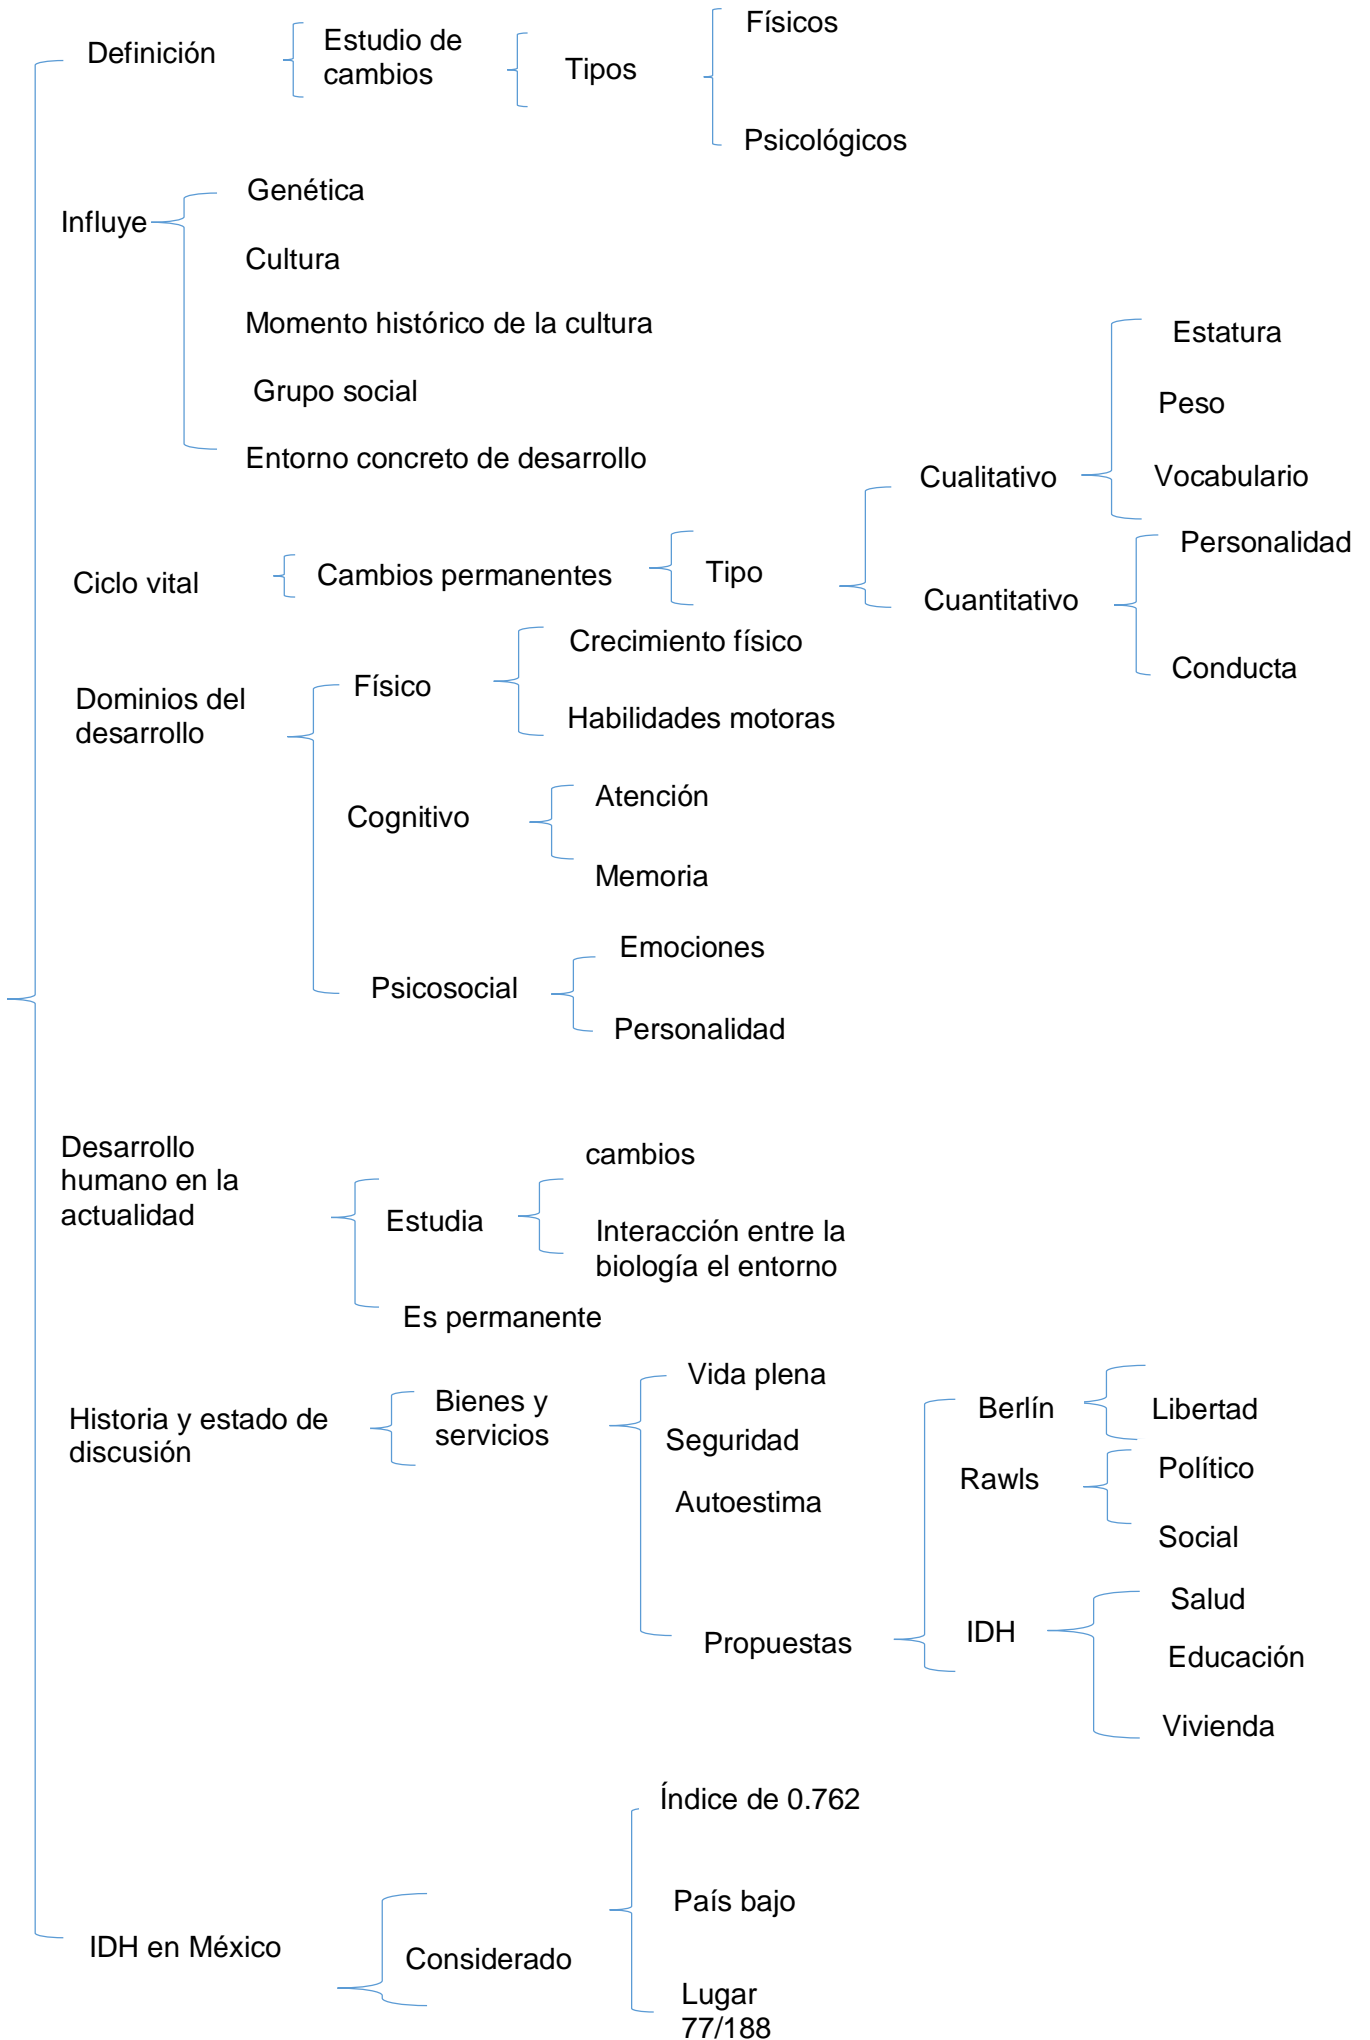 Definición
Estudio de
cambios
Tipos
Físicos
Psicológicos
Influye
Genética
Cultura
Momento histórico de la cultura
Grupo social
Entorno concreto de desarrollo
Ciclo vital
Cambios permanentes
Tipo
Cualitativo
Estatura
Peso
Vocabulario
Cuantitativo
Personalidad
Conducta
Dominios del
desarrollo
Físico
Crecimiento físico
Habilidades motoras
Cognitivo
Atención
Memoria
Psicosocial
Emociones
Personalidad
Desarrollo
humano en la
actualidad
Estudia
cambios
Interacción entre la
biología el entorno
Es permanente
Historia y estado de
discusión
Bienes y
servicios
Vida plena
Seguridad
Autoestima
Propuestas
Berlín
Libertad
Rawls
Político
Social
IDH
Salud
Educación
Vivienda
IDH en México
Considerado
Índice de 0.762
País bajo
Lugar
77/188